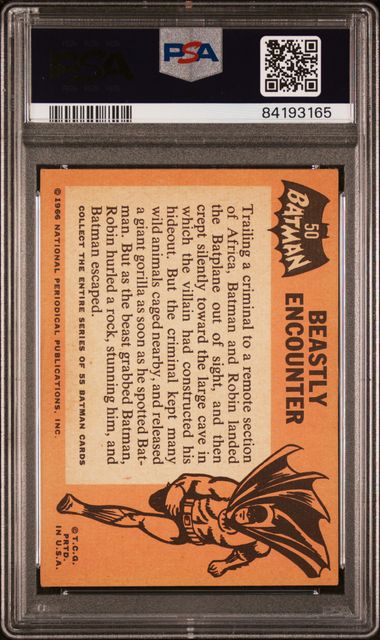 PSA
PSA
84193165
50
BATMAN
BEASTLY
ENCOUNTER
Trailing a criminal to a remote section
of Africa, Batman and Robin landed
the Batplane out of sight, and then
crept silently toward the large cave in
which the villain had constructed his
hideout. But the criminal kept many
wild animals caged nearby, and released
a giant gorilla as soon as he spotted Bat-
man. But as the beast grabbed Batman,
Robin hurled a rock, stunning him, and
Batman escaped.
COLLECT THE ENTIRE SERIES OF 55 BATMAN CARDS
© 1966 NATIONAL PERIODICAL PUBLICATIONS, INC.
© T.C.G.
PRTD.
IN U.S.A.